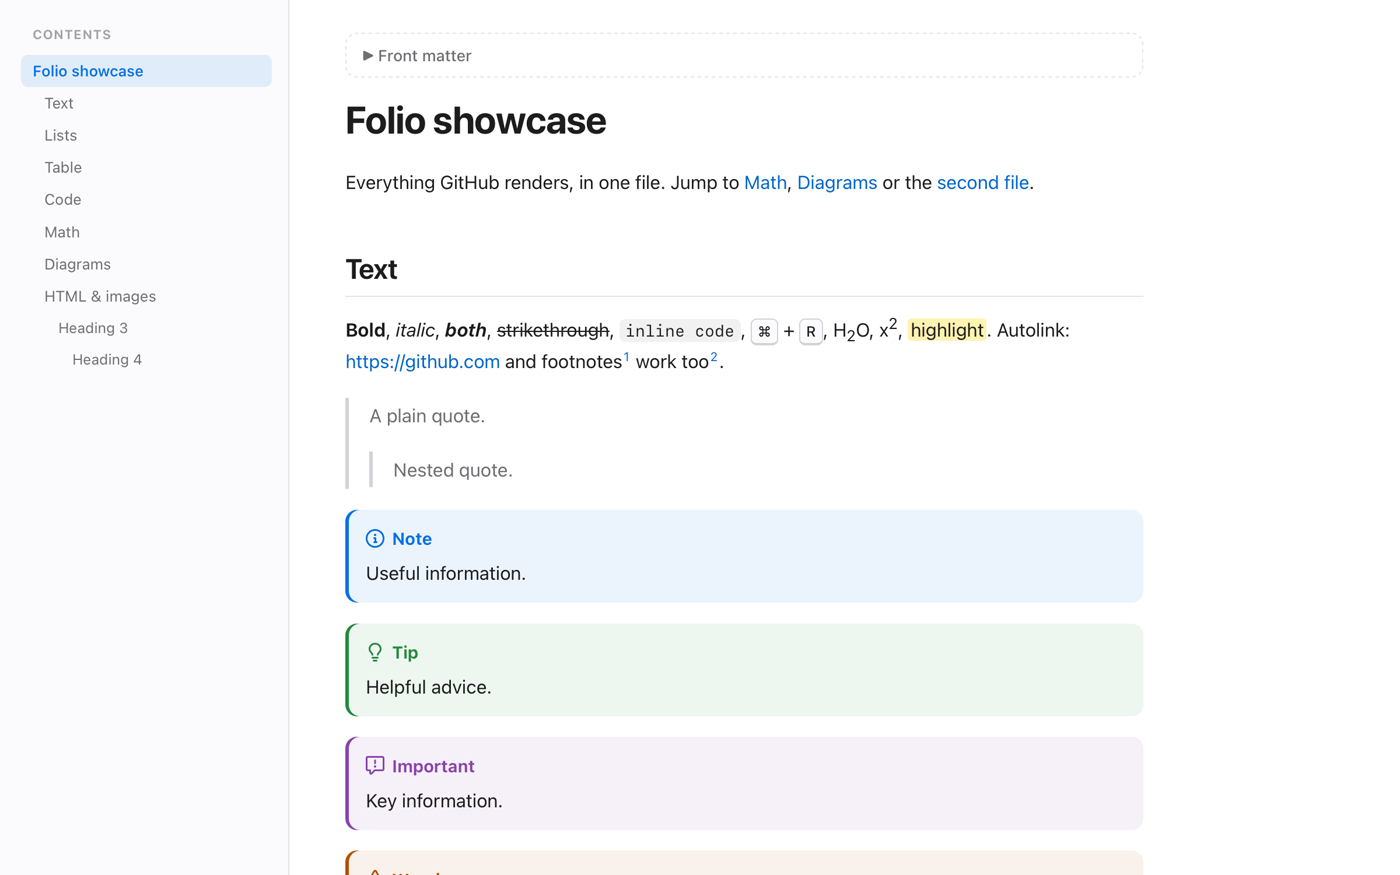 CONTENTS
Folio showcase
Text
Lists
Table
Code
Math
Diagrams
HTML & images
Heading 3
Heading 4
Front matter
Folio showcase
Everything GitHub renders, in one file. Jump to Math, Diagrams or the second file.
Text
Bold, italic, both, strikethrough, inline code, ⌘ + R, H₂O, x², highlight. Autolink:
https://github.com and footnotes¹ work too².
A plain quote.
Nested quote.
Note
Useful information.
Tip
Helpful advice.
Important
Key information.